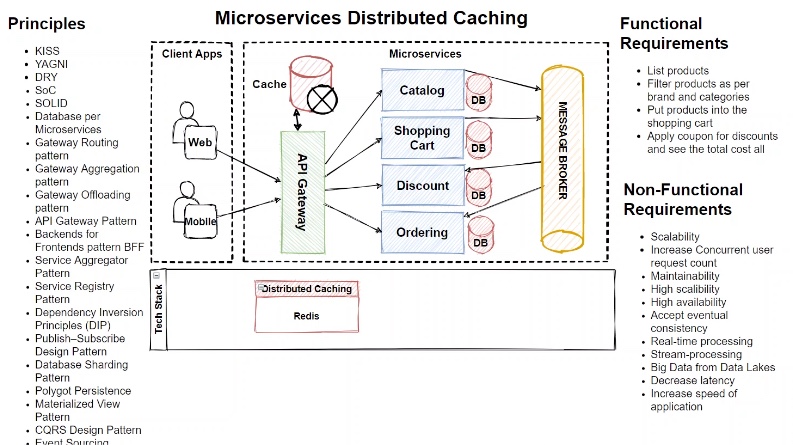 Microservices Distributed Caching
Principles
KISS
YAGNI
DRY
SoC
SOLID
Database per
Microservices
Gateway Routing
pattern
Gateway Aggregation
pattern
Gateway Offloading
pattern
API Gateway Pattern
Backends for
Frontends pattern BFF
Service Aggregator
Pattern
Service Registry
Pattern
Dependency Inversion
Principles (DIP)
Publish–Subscribe
Design Pattern
Database Sharding
Pattern
Polygot Persistence
Materialized View
Pattern
CQRS Design Pattern
Event Sourcing
Client Apps
Web
Mobile
Microservices
Cache
API Gateway
Catalog
DB
Shopping
Cart
DB
Discount
DB
Ordering
DB
MESSAGE BROKER
Tech Stack
Distributed Caching
Redis
Functional
Requirements
List products
Filter products as per
brand and categories
Put products into the
shopping cart
Apply coupon for discounts
and see the total cost all
Non-Functional
Requirements
Scalability
Increase Concurrent user
request count
Maintainability
High scalibility
High availability
Accept eventual
consistency
Real-time processing
Stream-processing
Big Data from Data Lakes
Decrease latency
Increase speed of
application